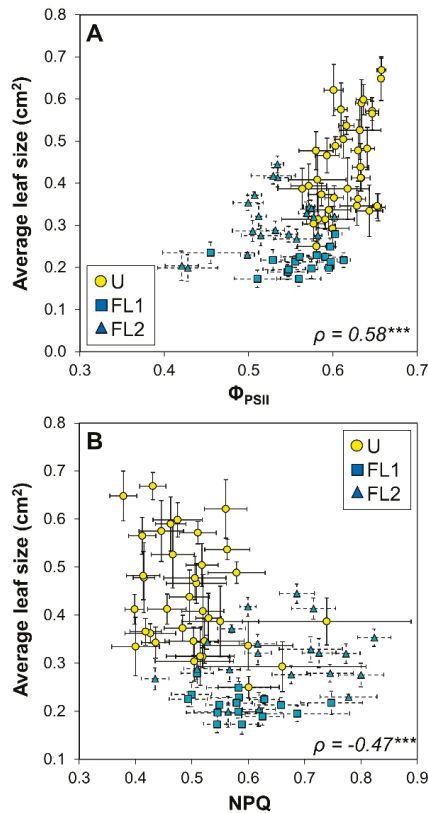 A
0.8
0.7
0.6
0.5
0.4
0.3
0.2
0.1
0.0
Average leaf size (cm²)
U
FL1
FL2
ρ = 0.58***
0.3 0.4 0.5 0.6 0.7
Φ_PSII
B
0.8
0.7
0.6
0.5
0.4
0.3
0.2
0.1
Average leaf size (cm²)
U
FL1
FL2
ρ = -0.47***
0.3 0.4 0.5 0.6 0.7 0.8 0.9
NPQ